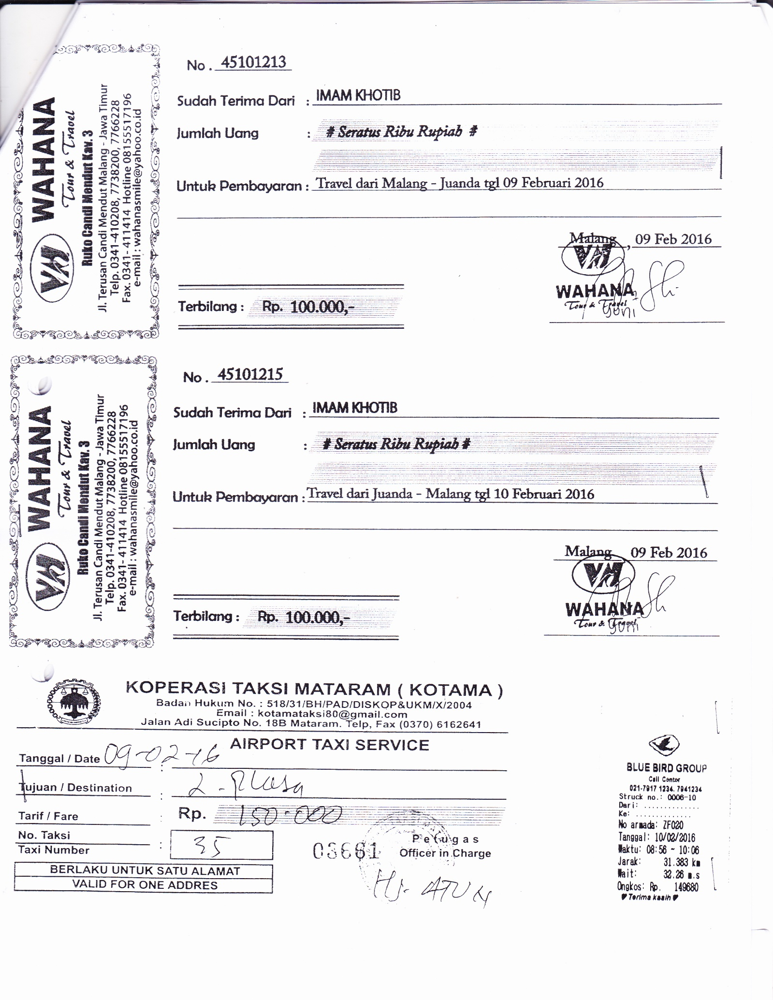 WAHANA
Tour & Travel
Ruko Candi Mendut Kav. 3
Jl. Terusan Candi Mendut Malang - Jawa Timur
Telp. 0341-410208, 7738200, 7766228
Fax. 0341- 411414 Hotline 08155517196
e-mail : wahanasmile@yahoo.co.id
No . 45101213
Sudah Terima Dari : IMAM KHOTIB
Jumlah Uang : # Seratus Ribu Rupiah #
Untuk Pembayaran : Travel dari Malang - Juanda tgl 09 Februari 2016
Malang , 09 Feb 2016
WAHANA
Tour & Travel
Yuni
Terbilang : Rp. 100.000,-
WAHANA
Tour & Travel
Ruko Candi Mendut Kav. 3
Jl. Terusan Candi Mendut Malang - Jawa Timur
Telp. 0341-410208, 7738200, 7766228
Fax. 0341- 411414 Hotline 08155517196
e-mail : wahanasmile@yahoo.co.id
No . 45101215
Sudah Terima Dari : IMAM KHOTIB
Jumlah Uang : # Seratus Ribu Rupiah #
Untuk Pembayaran : Travel dari Juanda - Malang tgl 10 Februari 2016
Malang 09 Feb 2016
WAHANA
Tour & Travel
Yuni
Terbilang : Rp. 100.000,-
KOPERASI TAKSI MATARAM ( KOTAMA )
Badan Hukum No. : 518/31/BH/PAD/DISKOP&UKM/X/2004
Email : kotamataksi80@gmail.com
Jalan Adi Sucipto No. 18B Mataram. Telp, Fax (0370) 6162641
AIRPORT TAXI SERVICE
Tanggal / Date : 09-02-16
Tujuan / Destination : L - Plasa
Tarif / Fare : Rp. 150-000
No. Taksi
Taxi Number : 35
03661
Petugas
Officer in Charge
Hj. ATUN
BERLAKU UNTUK SATU ALAMAT
VALID FOR ONE ADDRES
BLUE BIRD GROUP
Call Center
021-7917 1234. 7941234
Struck no.: 0006-10
Dari: ..............
Ke: ..............
No armada: ZF020
Tanggal: 10/02/2016
Waktu: 08:56 ~ 10:06
Jarak: 31.383 km
Wait: 32.26 m.s
Ongkos: Rp. 149680
♥ Terima kasih ♥